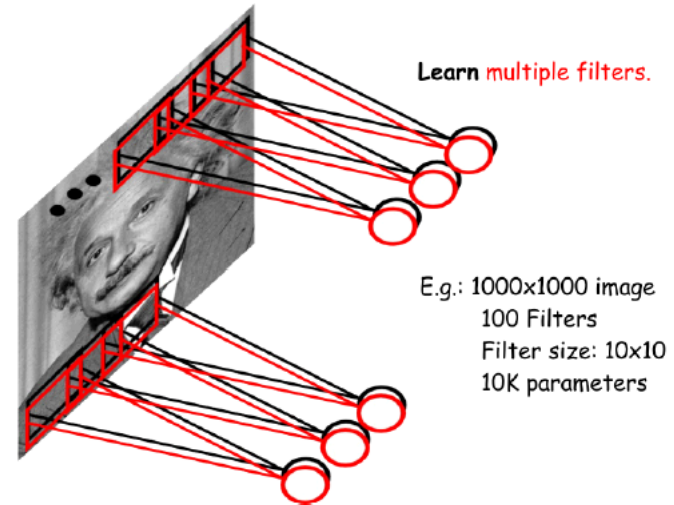 Learn multiple filters.
E.g.: 1000x1000 image
100 Filters
Filter size: 10x10
10K parameters